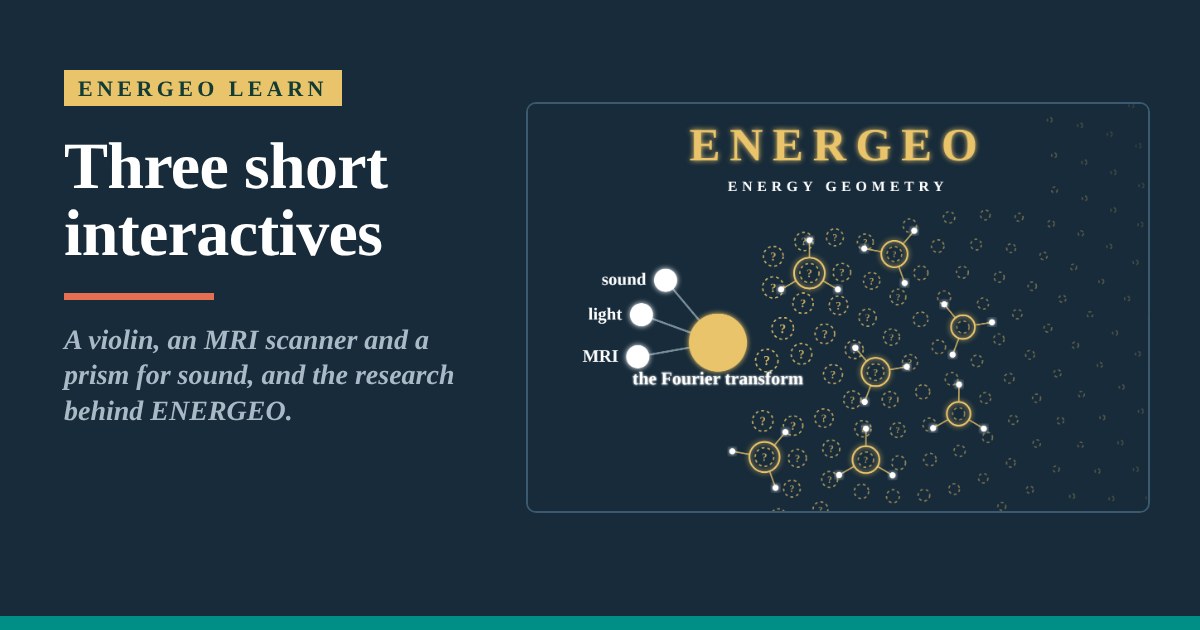 ENERGEO LEARN
Three short
interactives
A violin, an MRI scanner and a
prism for sound, and the research
behind ENERGEO.
ENERGEO
ENERGY GEOMETRY
sound
light
MRI
the Fourier transform